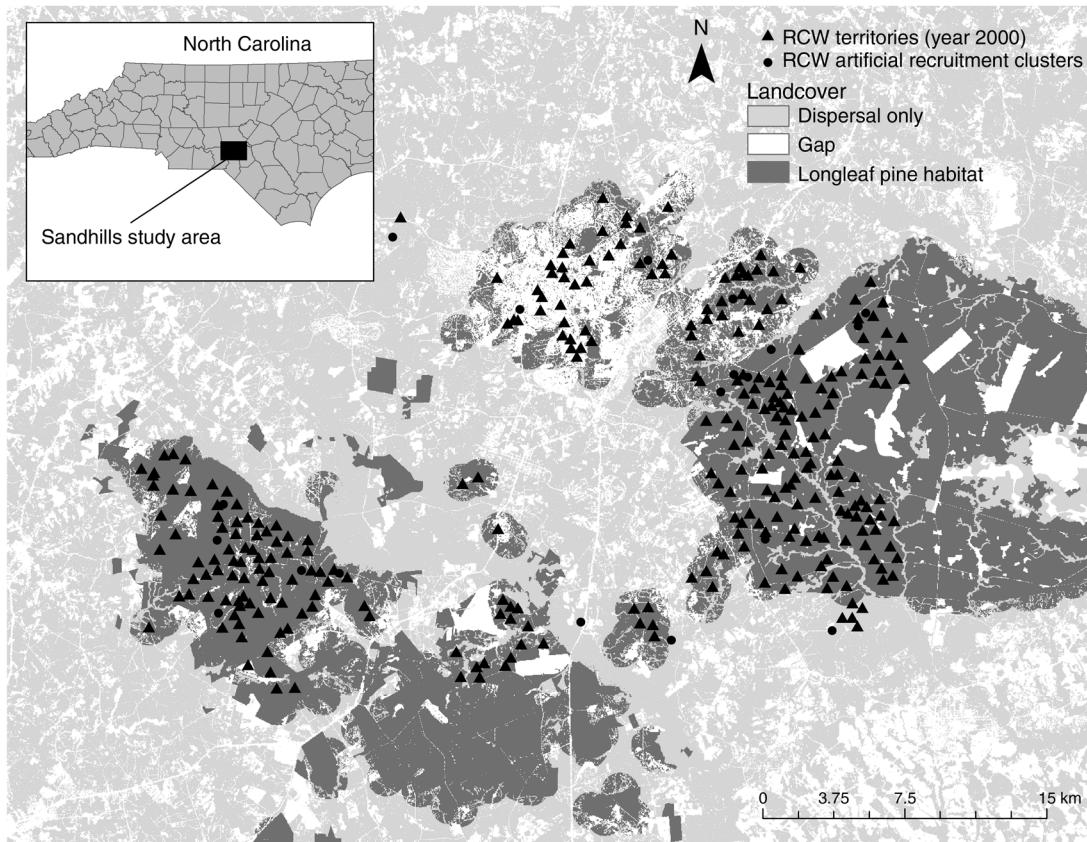 North Carolina
Sandhills study area
N
RCW territories (year 2000)
RCW artificial recruitment clusters
Landcover
Dispersal only
Gap
Longleaf pine habitat
0 3.75 7.5 15 km